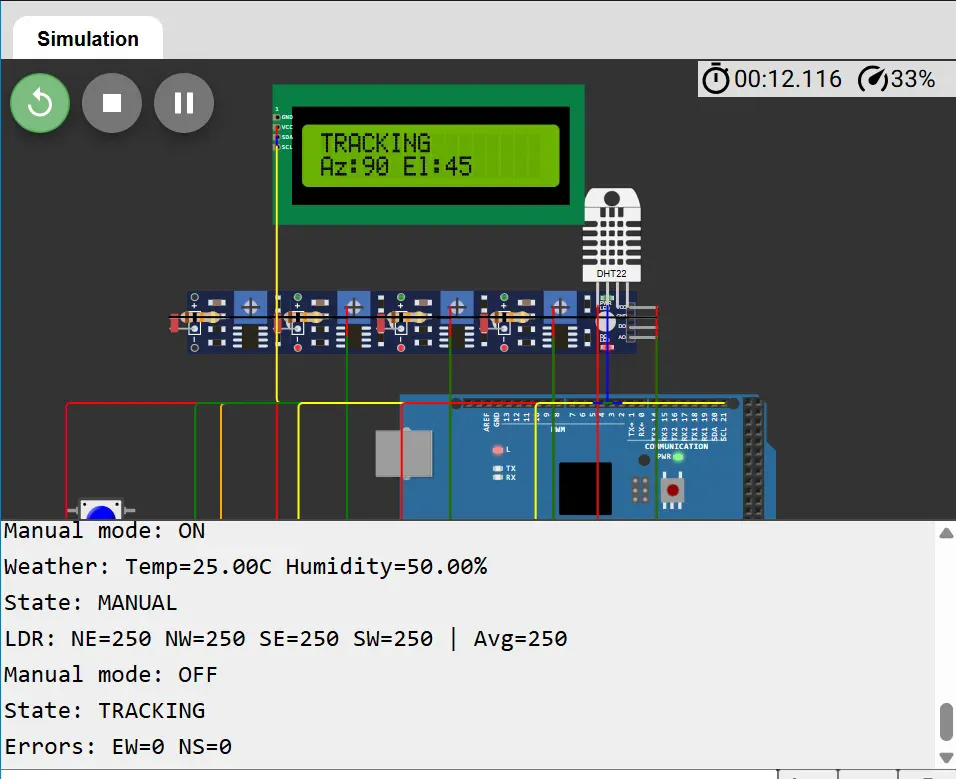 Simulation
00:12.116 33%
1
GND
VCC
SDA
SCL
TRACKING
Az:90 El:45
DHT22
AREF
GND
13
12
11
10
9
8
7
6
5
4
3
2
TX→ 1
RX← 0
TX3 14
RX3 15
TX2 16
RX2 17
TX1 18
RX1 19
SDA 20
SCL 21
PWM
COMMUNICATION
L
PWR
TX
RX
Manual mode: ON
Weather: Temp=25.00C Humidity=50.00%
State: MANUAL
LDR: NE=250 NW=250 SE=250 SW=250 | Avg=250
Manual mode: OFF
State: TRACKING
Errors: EW=0 NS=0